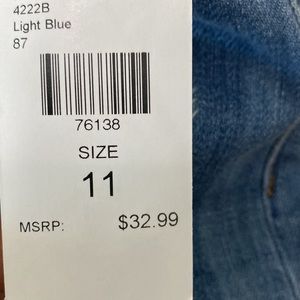 4222B
Light Blue
87
76138
SIZE
11
MSRP: $32.99